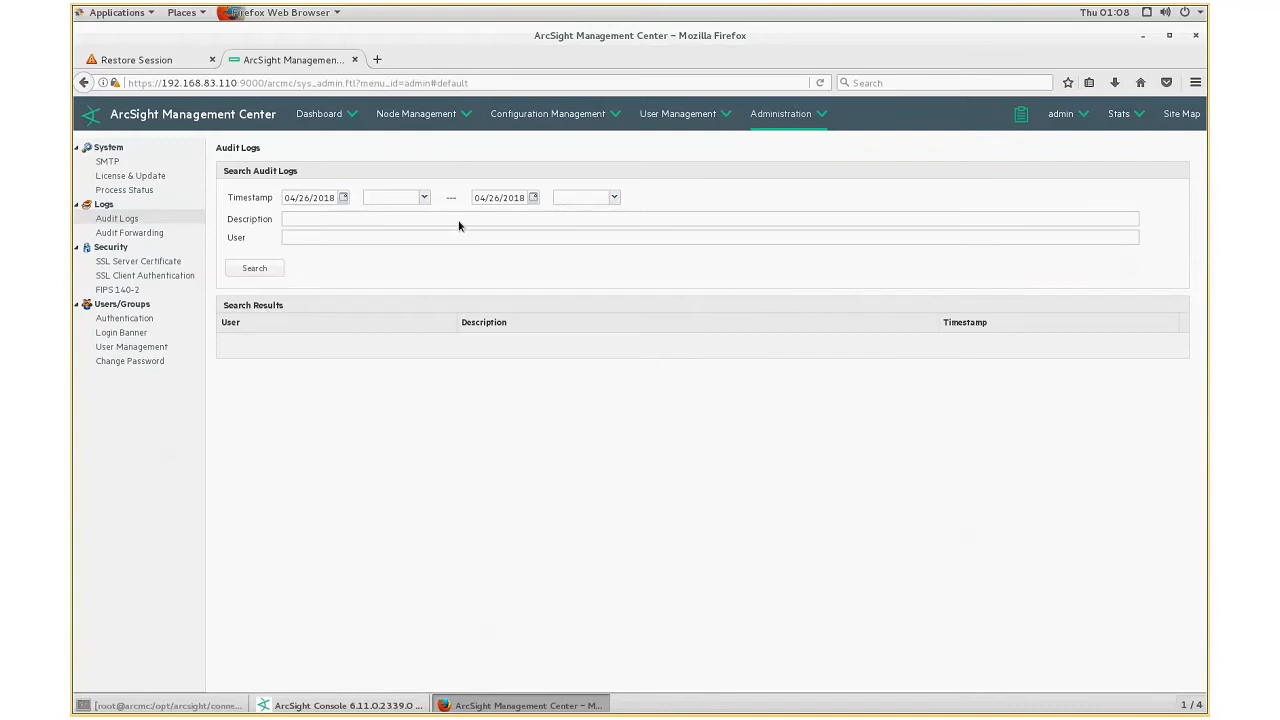 Applications Places Firefox Web Browser Thu 01:08
ArcSight Management Center – Mozilla Firefox
Restore Session × ArcSight Managemen... × +
https://192.168.83.110:9000/arcmc/sys_admin.ftl?menu_id=admin#default Search
ArcSight Management Center Dashboard Node Management Configuration Management User Management Administration admin Stats Site Map
System
SMTP
License & Update
Process Status
Logs
Audit Logs
Audit Forwarding
Security
SSL Server Certificate
SSL Client Authentication
FIPS 140-2
Users/Groups
Authentication
Login Banner
User Management
Change Password
Audit Logs
Search Audit Logs
Timestamp 04/26/2018 --- 04/26/2018
Description
User
Search
Search Results
User Description Timestamp
[root@arcmc:/opt/arcsight/conne... ArcSight Console 6.11.0.2339.0 ... ArcSight Management Center – M... 1 / 4